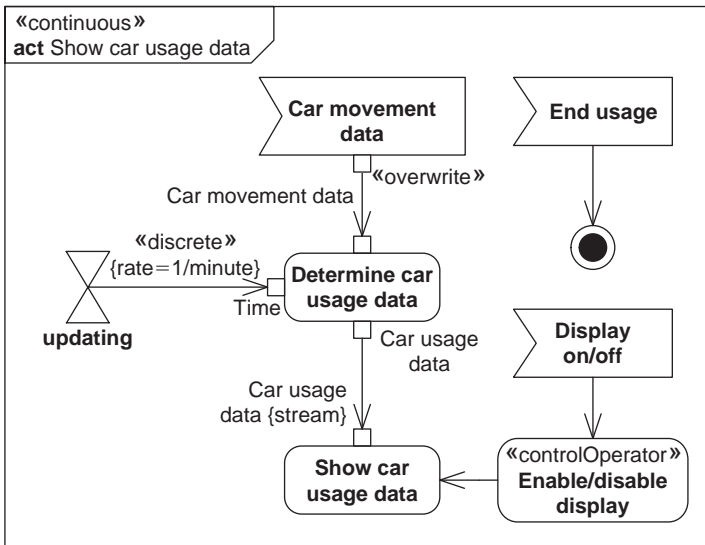 «continuous»
act Show car usage data
Car movement
data
End usage
«overwrite»
Car movement data
«discrete»
{rate=1/minute}
Determine car
usage data
Time
updating
Car usage
data
Display
on/off
Car usage
data {stream}
Show car
usage data
«controlOperator»
Enable/disable
display